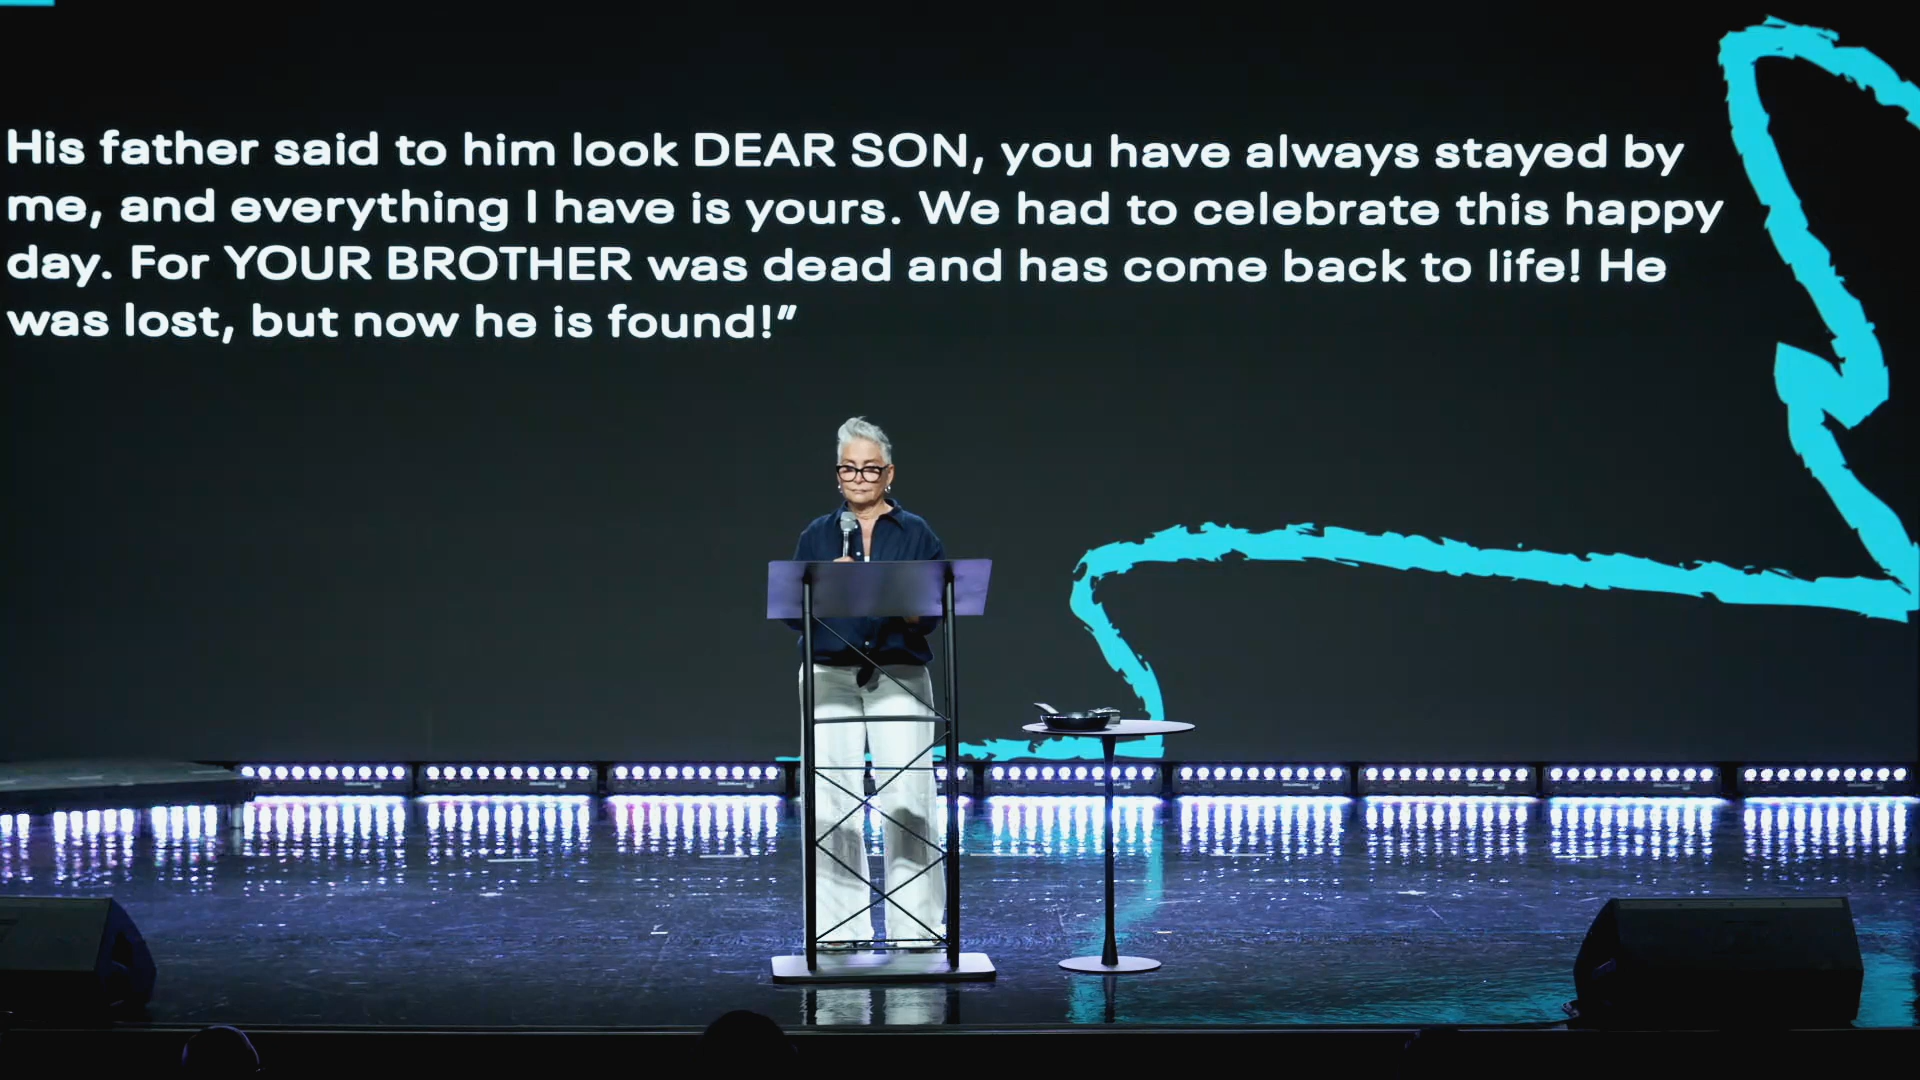 His father said to him look DEAR SON, you have always stayed by
me, and everything I have is yours. We had to celebrate this happy
day. For YOUR BROTHER was dead and has come back to life! He
was lost, but now he is found!”